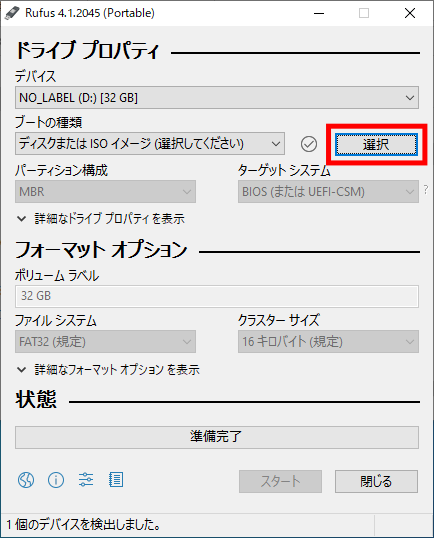 Rufus 4.1.2045 (Portable)
ドライブ プロパティ
デバイス
NO_LABEL (D:) [32 GB]
ブートの種類
ディスクまたは ISO イメージ (選択してください)
選択
パーティション構成
ターゲット システム
MBR
BIOS (または UEFI-CSM)
?
詳細なドライブ プロパティを表示
フォーマット オプション
ボリューム ラベル
32 GB
ファイル システム
クラスター サイズ
FAT32 (規定)
16 キロバイト (規定)
詳細なフォーマット オプションを表示
状態
準備完了
スタート
閉じる
1 個のデバイスを検出しました。